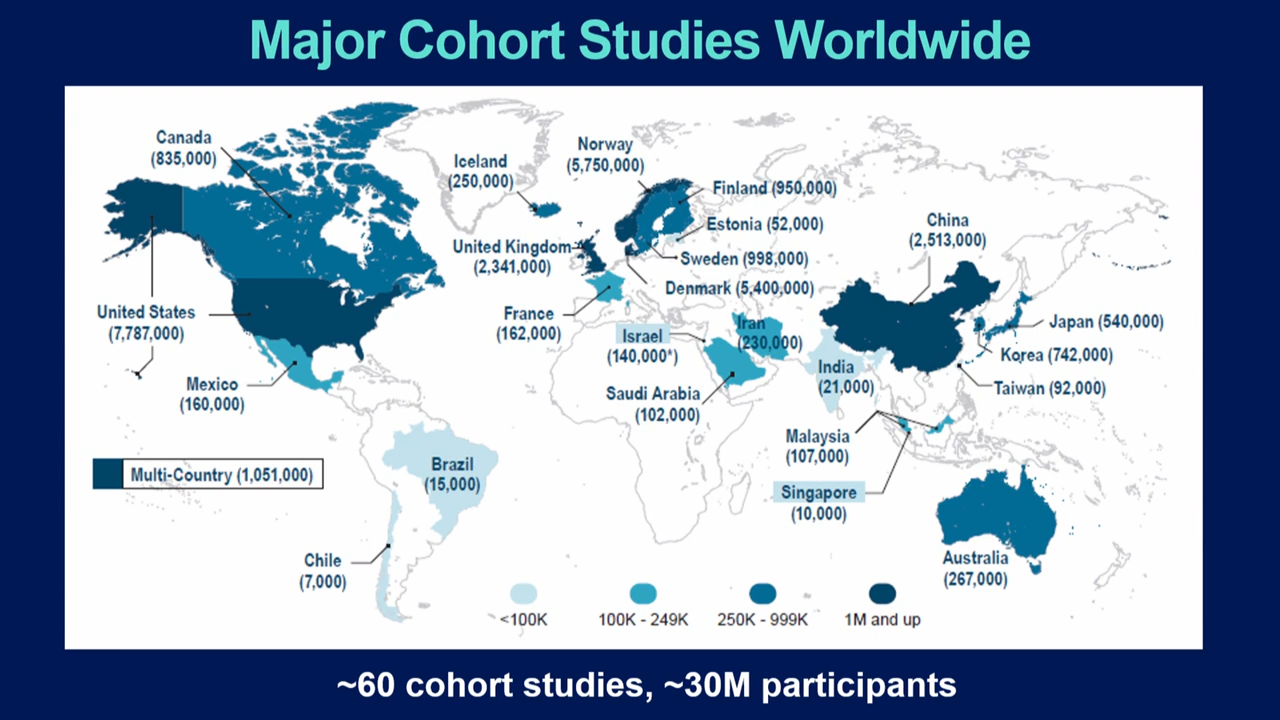 Major Cohort Studies Worldwide
Canada
(835,000)
Iceland
(250,000)
Norway
(5,750,000)
Finland (950,000)
Estonia (52,000)
Sweden (998,000)
Denmark (5,400,000)
United Kingdom
(2,341,000)
France
(162,000)
China
(2,513,000)
United States
(7,787,000)
Mexico
(160,000)
Israel
(140,000*)
Iran
(230,000)
Saudi Arabia
(102,000)
India
(21,000)
Japan (540,000)
Korea (742,000)
Taiwan (92,000)
Malaysia
(107,000)
Singapore
(10,000)
Multi-Country (1,051,000)
Brazil
(15,000)
Chile
(7,000)
Australia
(267,000)
<100K
100K - 249K
250K - 999K
1M and up
~60 cohort studies, ~30M participants